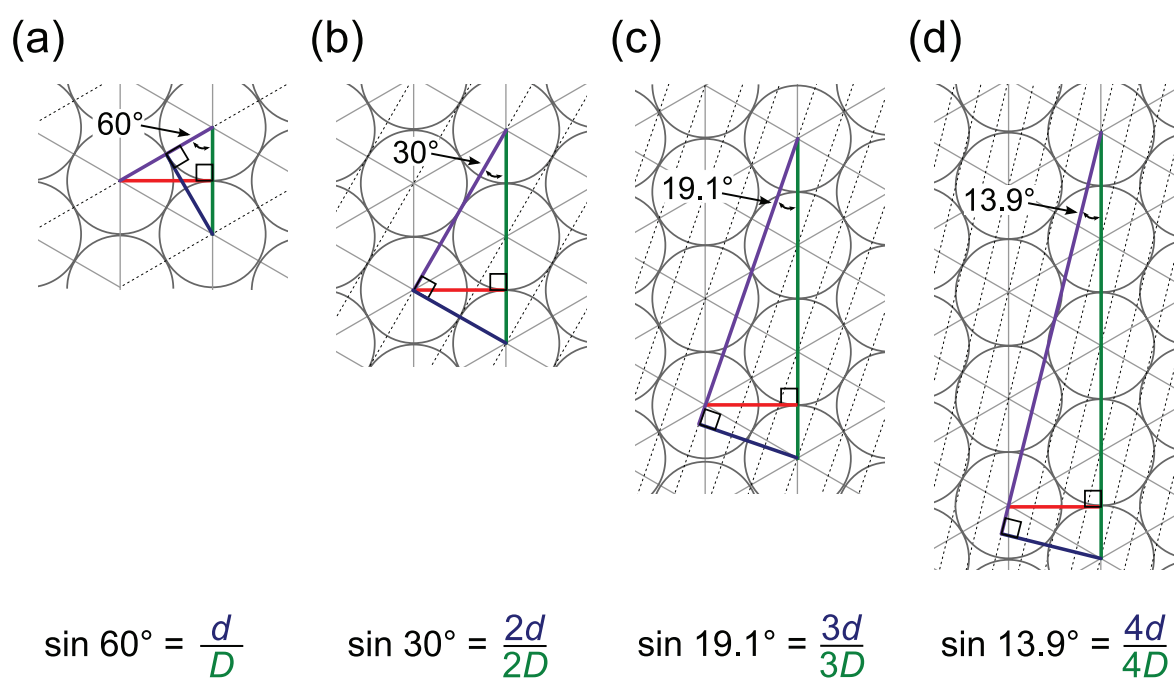 (a) (b) (c) (d)
60°
30°
19.1°
13.9°
sin 60° = d/D
sin 30° = 2d/2D
sin 19.1° = 3d/3D
sin 13.9° = 4d/4D